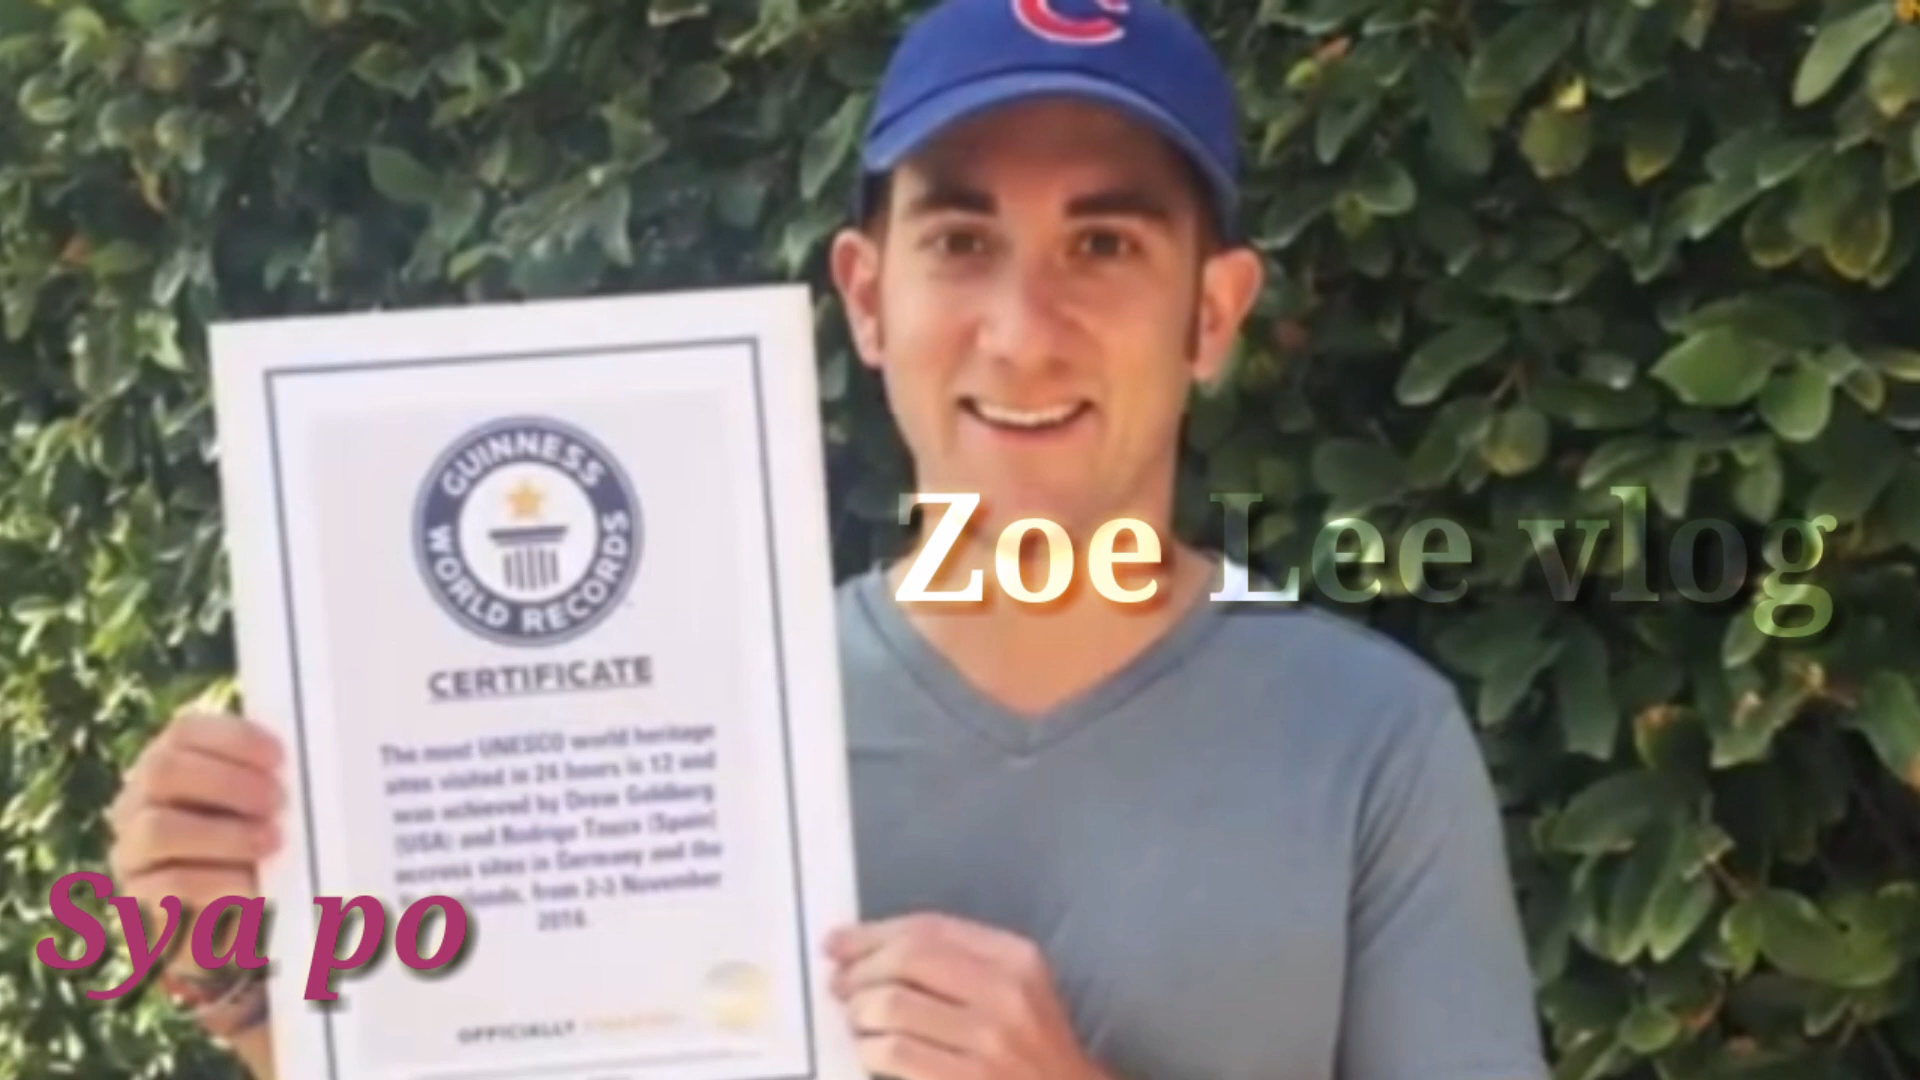 C
GUINNESS
WORLD RECORDS
CERTIFICATE
The most UNESCO world heritage
sites visited in 24 hours is 12 and
was achieved by Drew Goldberg
(USA) and Rodrigo Tnuza (Spain)
accross sites in Germany and the
from 2-3 November
2016.
OFFICIALLY
Zoe Lee vlog
Sya po